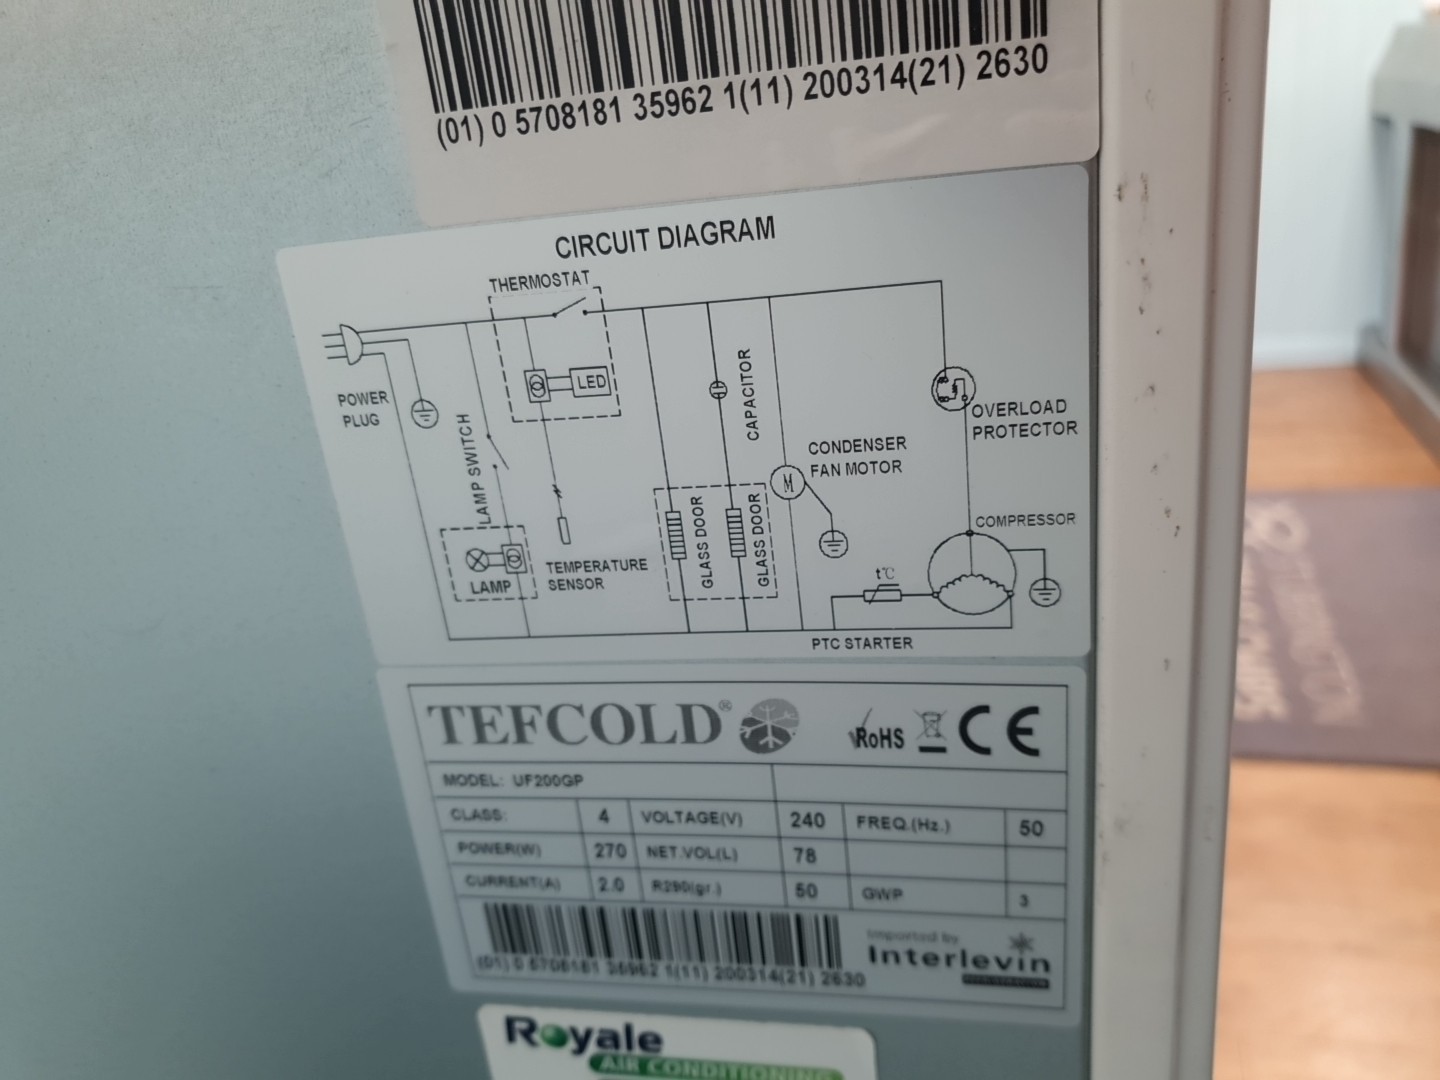 (01) 0 5708181 35962 1(11) 200314(21) 2630
CIRCUIT DIAGRAM
THERMOSTAT
LED
POWER
PLUG
LAMP SWITCH
CAPACITOR
OVERLOAD
PROTECTOR
CONDENSER
FAN MOTOR
M
GLASS DOOR
GLASS DOOR
COMPRESSOR
TEMPERATURE
SENSOR
LAMP
t℃
PTC STARTER
TEFCOLD®
RoHS CE
MODEL: UF200GP
CLASS: 4 VOLTAGE(V) 240 FREQ.(Hz.) 50
POWER(W) 270 NET.VOL(L) 78
CURRENT(A) 2.0 R290(gr.) 50 GWP 3
(01) 0 5708181 35962 1(11) 200314(21) 2630
Imported by
Interlevin
REFRIGERATION
Royale
AIR CONDITIONING